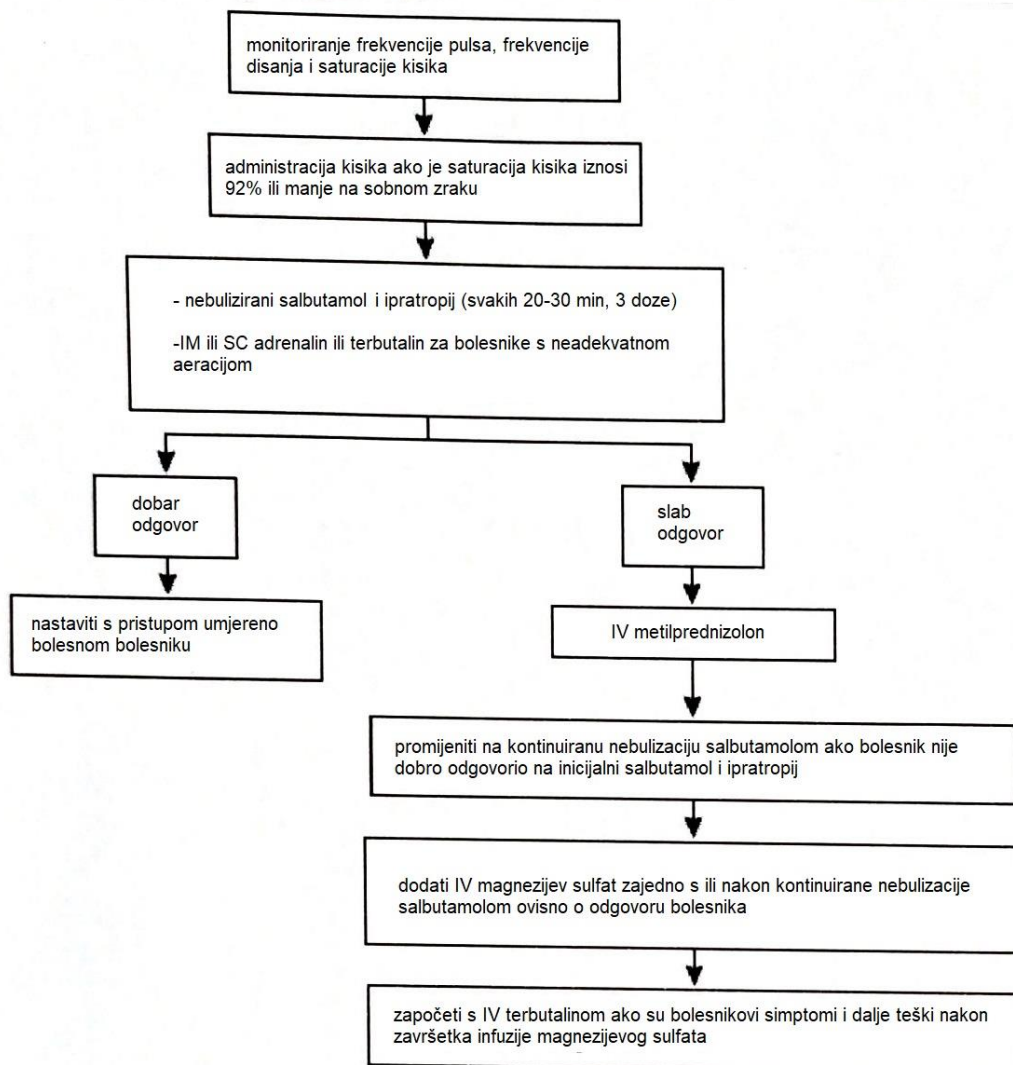 monitoriranje frekvencije pulsa, frekvencije
disanja i saturacije kisika
administracija kisika ako je saturacija kisika iznosi
92% ili manje na sobnom zraku
- nebulizirani salbutamol i ipratropij (svakih 20-30 min, 3 doze)
-IM ili SC adrenalin ili terbutalin za bolesnike s neadekvatnom
aeracijom
dobar
odgovor
slab
odgovor
nastaviti s pristupom umjereno
bolesnom bolesniku
IV metilprednizolon
promijeniti na kontinuiranu nebulizaciju salbutamolom ako bolesnik nije
dobro odgovorio na inicijalni salbutamol i ipratropij
dodati IV magnezijev sulfat zajedno s ili nakon kontinuirane nebulizacije
salbutamolom ovisno o odgovoru bolesnika
započeti s IV terbutalinom ako su bolesnikovi simptomi i dalje teški nakon
završetka infuzije magnezijevog sulfata